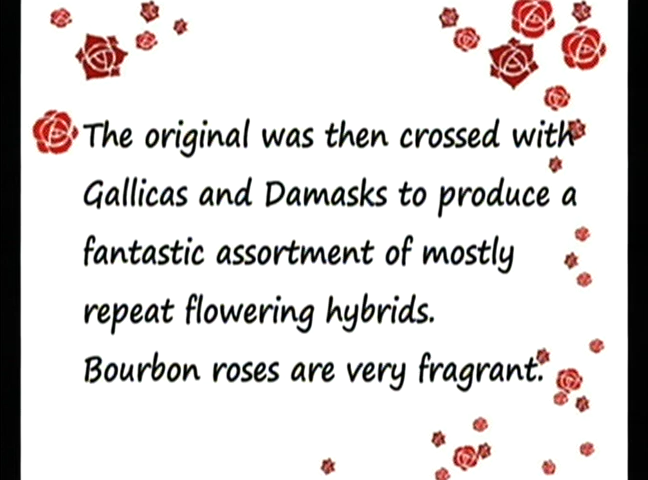 The original was then crossed with
Gallicas and Damasks to produce a
fantastic assortment of mostly
repeat flowering hybrids.
Bourbon roses are very fragrant.